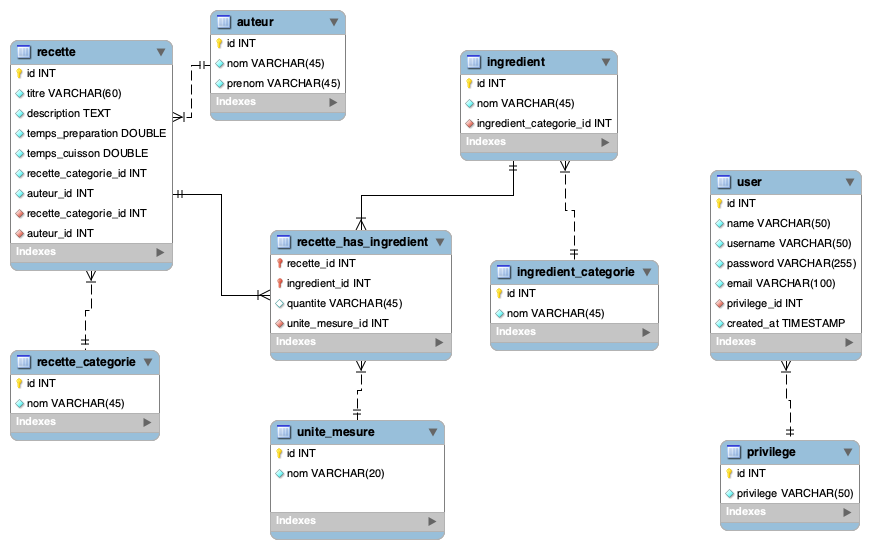 auteur
id INT
nom VARCHAR(45)
prenom VARCHAR(45)
Indexes
recette
id INT
titre VARCHAR(60)
description TEXT
temps_preparation DOUBLE
temps_cuisson DOUBLE
recette_categorie_id INT
auteur_id INT
recette_categorie_id INT
auteur_id INT
Indexes
ingredient
id INT
nom VARCHAR(45)
ingredient_categorie_id INT
Indexes
user
id INT
name VARCHAR(50)
username VARCHAR(50)
password VARCHAR(255)
email VARCHAR(100)
privilege_id INT
created_at TIMESTAMP
Indexes
recette_has_ingredient
recette_id INT
ingredient_id INT
quantite VARCHAR(45)
unite_mesure_id INT
Indexes
ingredient_categorie
id INT
nom VARCHAR(45)
Indexes
recette_categorie
id INT
nom VARCHAR(45)
Indexes
unite_mesure
id INT
nom VARCHAR(20)
Indexes
privilege
id INT
privilege VARCHAR(50)
Indexes